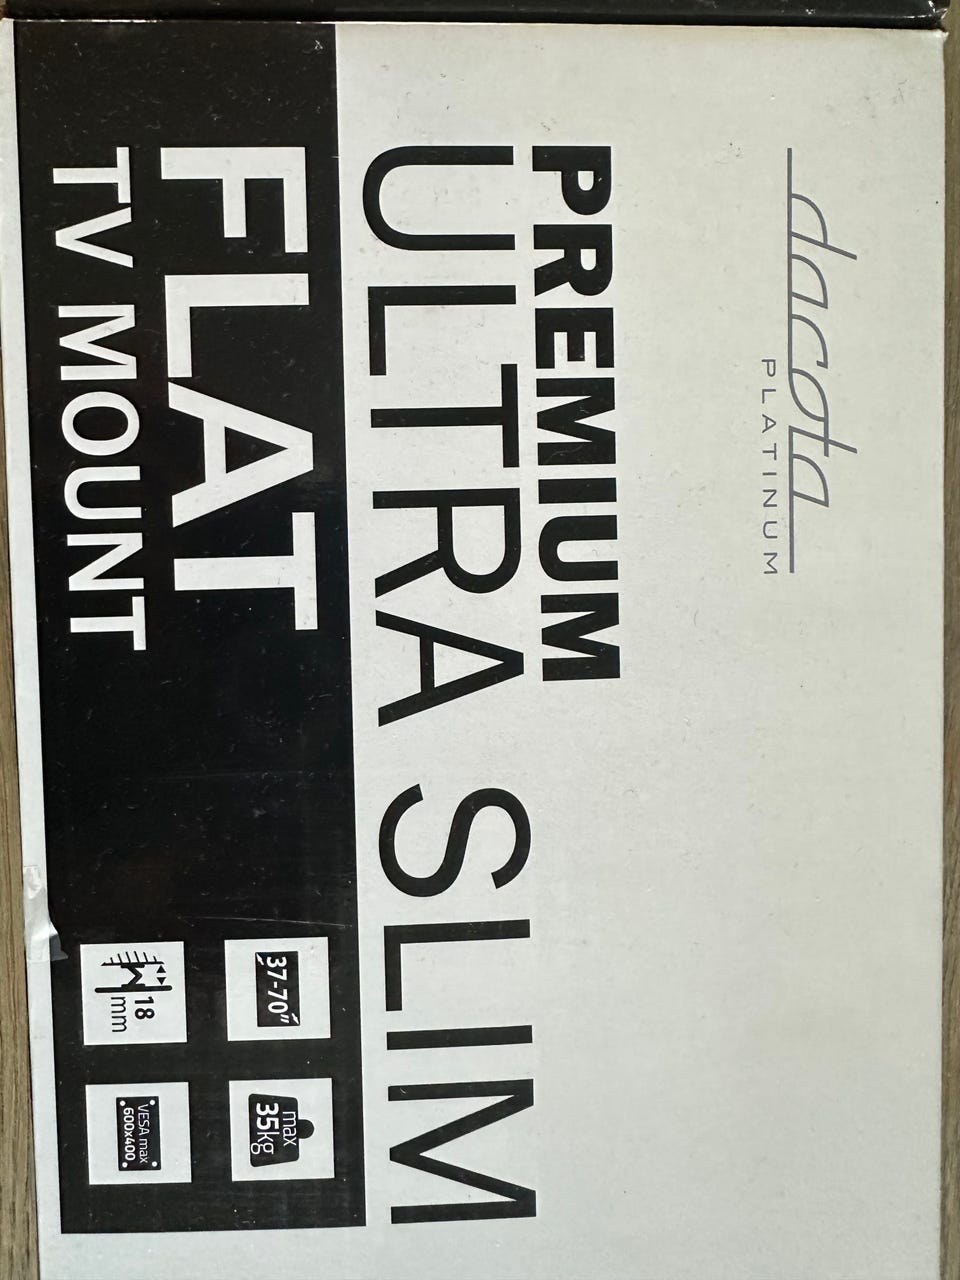 dacota
PLATINUM
PREMIUM
ULTRA SLIM
FLAT
TV MOUNT
37-70"
max
35kg
18
mm
VESA max
600x400